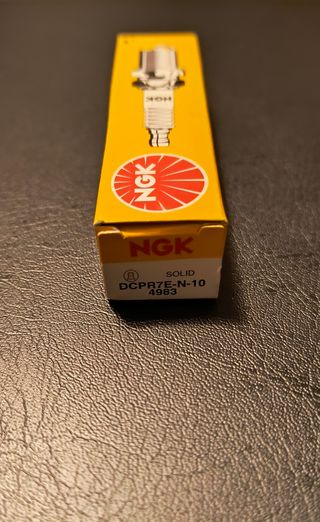 NGK
NGK
NGK
SOLID
DCPR7E-N-10
4983